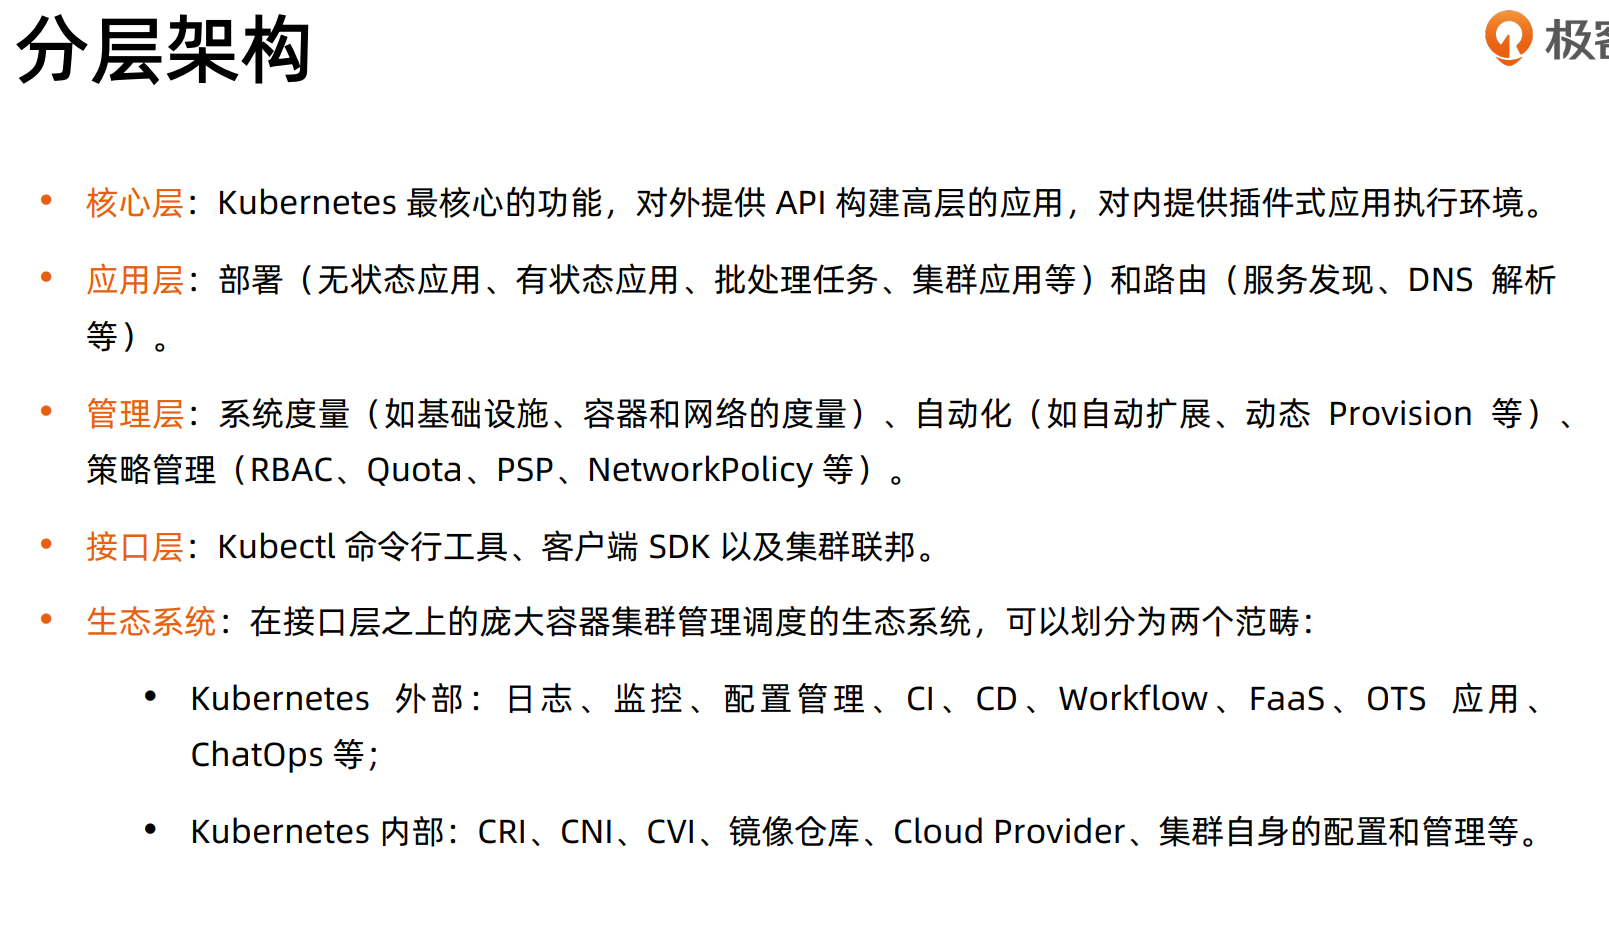 分层架构
极客
• 核心层：Kubernetes 最核心的功能，对外提供 API 构建高层的应用，对内提供插件式应用执行环境。
• 应用层：部署（无状态应用、有状态应用、批处理任务、集群应用等）和路由（服务发现、DNS 解析
等）。
• 管理层：系统度量（如基础设施、容器和网络的度量）、自动化（如自动扩展、动态 Provision 等）、
策略管理（RBAC、Quota、PSP、NetworkPolicy 等）。
• 接口层：Kubectl 命令行工具、客户端 SDK 以及集群联邦。
• 生态系统：在接口层之上的庞大容器集群管理调度的生态系统，可以划分为两个范畴：
• Kubernetes 外部：日志、监控、配置管理、CI、CD、Workflow、FaaS、OTS 应用、
ChatOps 等；
• Kubernetes 内部：CRI、CNI、CVI、镜像仓库、Cloud Provider、集群自身的配置和管理等。